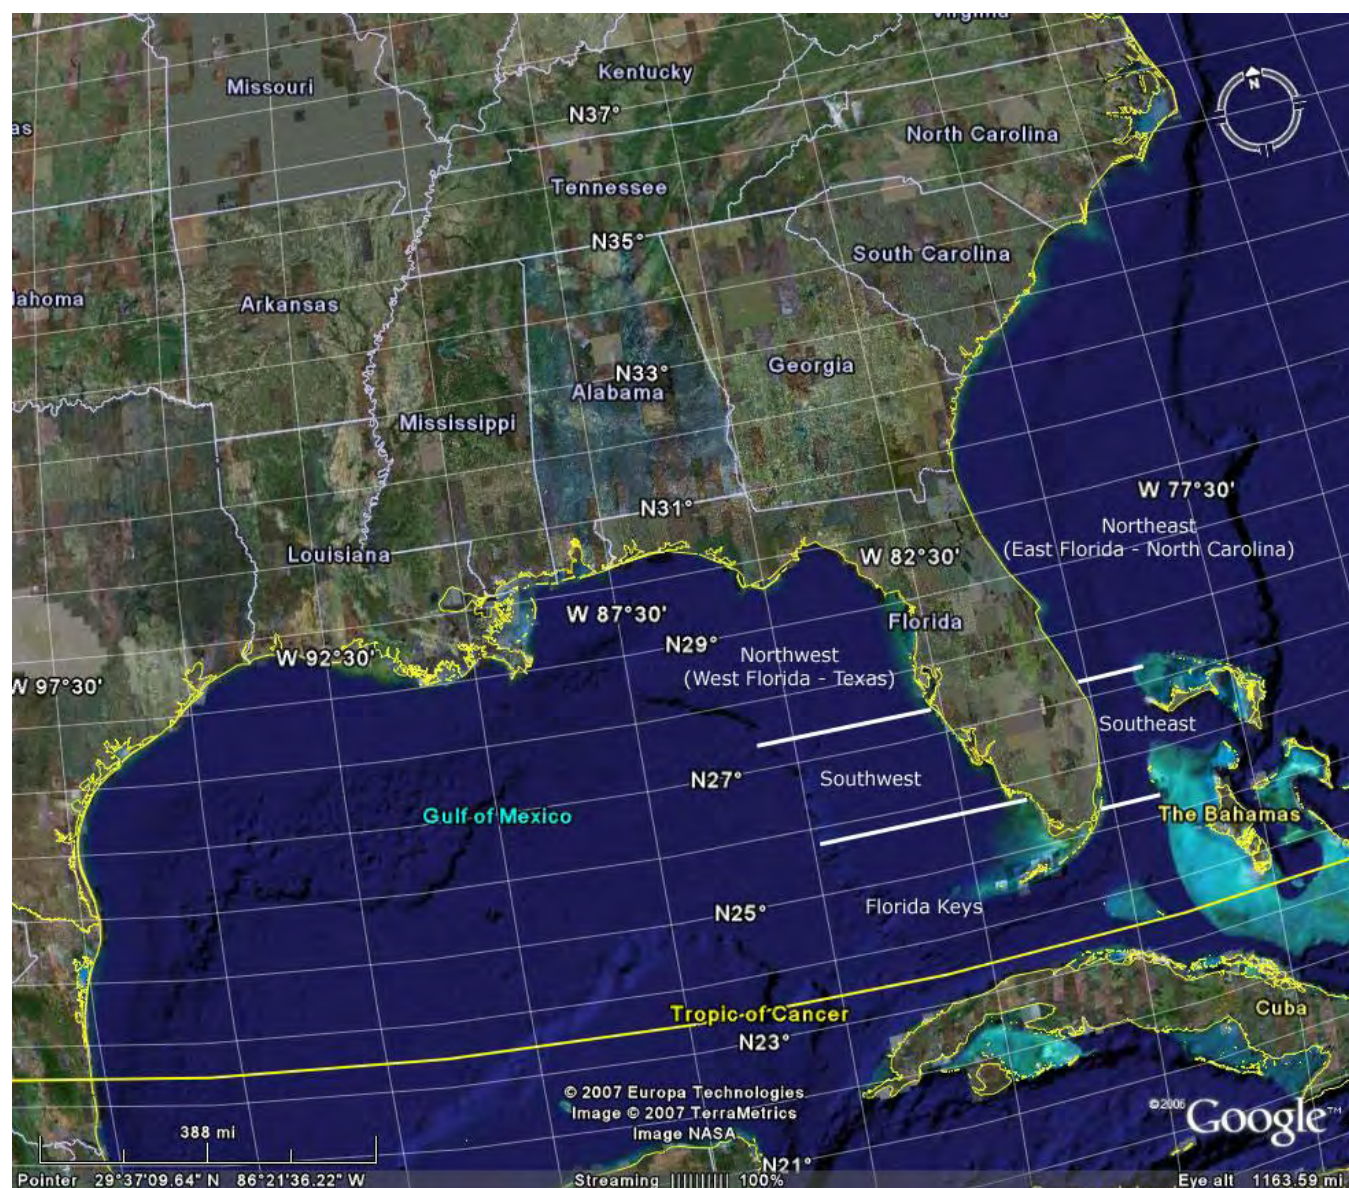 Virginia
Missouri
Kentucky
N37°
as
North Carolina
Tennessee
N35°
South Carolina
lahoma
Arkansas
Georgia
N33°
Alabama
Mississippi
W 77°30'
N31°
Northeast
(East Florida - North Carolina)
Louisiana
W 82°30'
W 87°30'
Florida
N29°
W 92°30'
Northwest
(West Florida - Texas)
W 97°30'
Southeast
N27°
Southwest
Gulf of Mexico
The Bahamas
N25°
Florida Keys
Tropic of Cancer
Cuba
N23°
© 2007 Europa Technologies
Image © 2007 TerraMetrics
Image NASA
©2006 Google™
388 mi
N21°
N
Pointer 29°37'09.64" N 86°21'36.22" W
Streaming |||||||||| 100%
Eye alt 1163.59 mi